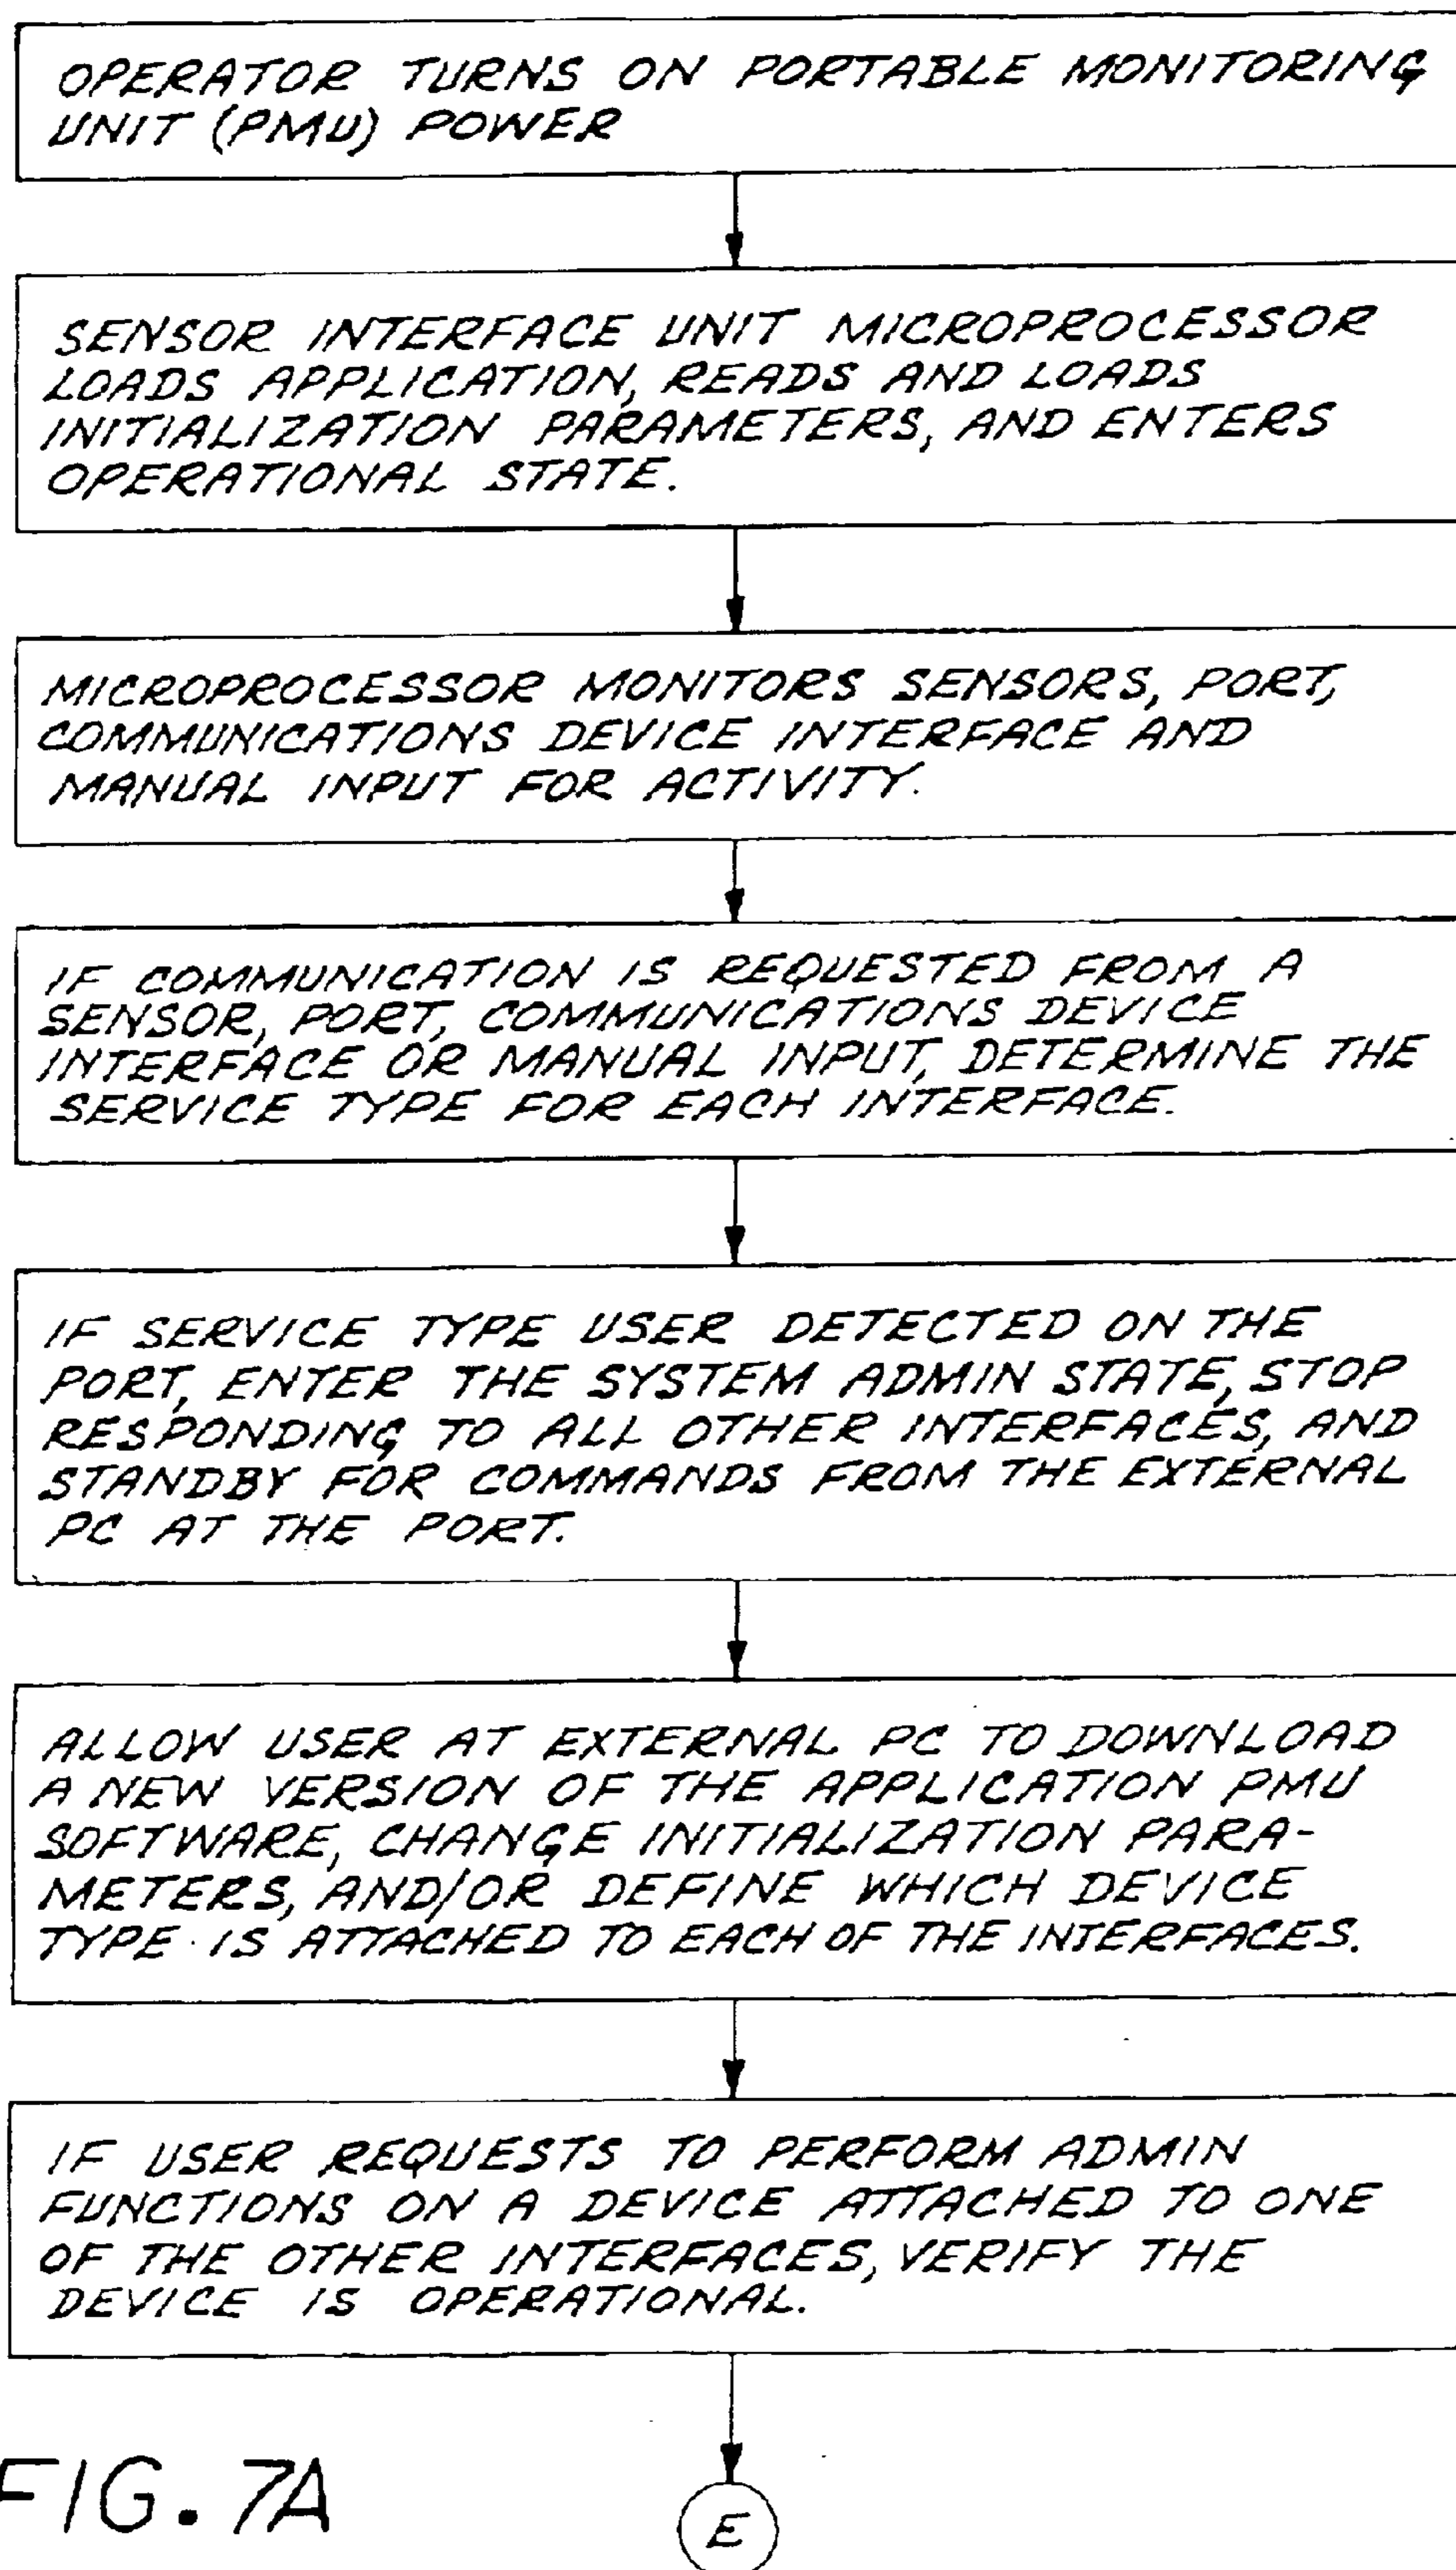 OPERATOR TURNS ON PORTABLE MONITORING
UNIT (PMU) POWER
SENSOR INTERFACE UNIT MICROPROCESSOR
LOADS APPLICATION, READS AND LOADS
INITIALIZATION PARAMETERS, AND ENTERS
OPERATIONAL STATE.
MICROPROCESSOR MONITORS SENSORS, PORT,
COMMUNICATIONS DEVICE INTERFACE AND
MANUAL INPUT FOR ACTIVITY.
IF COMMUNICATION IS REQUESTED FROM A
SENSOR, PORT, COMMUNICATIONS DEVICE
INTERFACE OR MANUAL INPUT, DETERMINE THE
SERVICE TYPE FOR EACH INTERFACE.
IF SERVICE TYPE USER DETECTED ON THE
PORT, ENTER THE SYSTEM ADMIN STATE, STOP
RESPONDING TO ALL OTHER INTERFACES, AND
STANDBY FOR COMMANDS FROM THE EXTERNAL
PC AT THE PORT.
ALLOW USER AT EXTERNAL PC TO DOWNLOAD
A NEW VERSION OF THE APPLICATION PMU
SOFTWARE, CHANGE INITIALIZATION PARA-
METERS, AND/OR DEFINE WHICH DEVICE
TYPE IS ATTACHED TO EACH OF THE INTERFACES.
IF USER REQUESTS TO PERFORM ADMIN
FUNCTIONS ON A DEVICE ATTACHED TO ONE
OF THE OTHER INTERFACES, VERIFY THE
DEVICE IS OPERATIONAL.
FIG. 7A
E